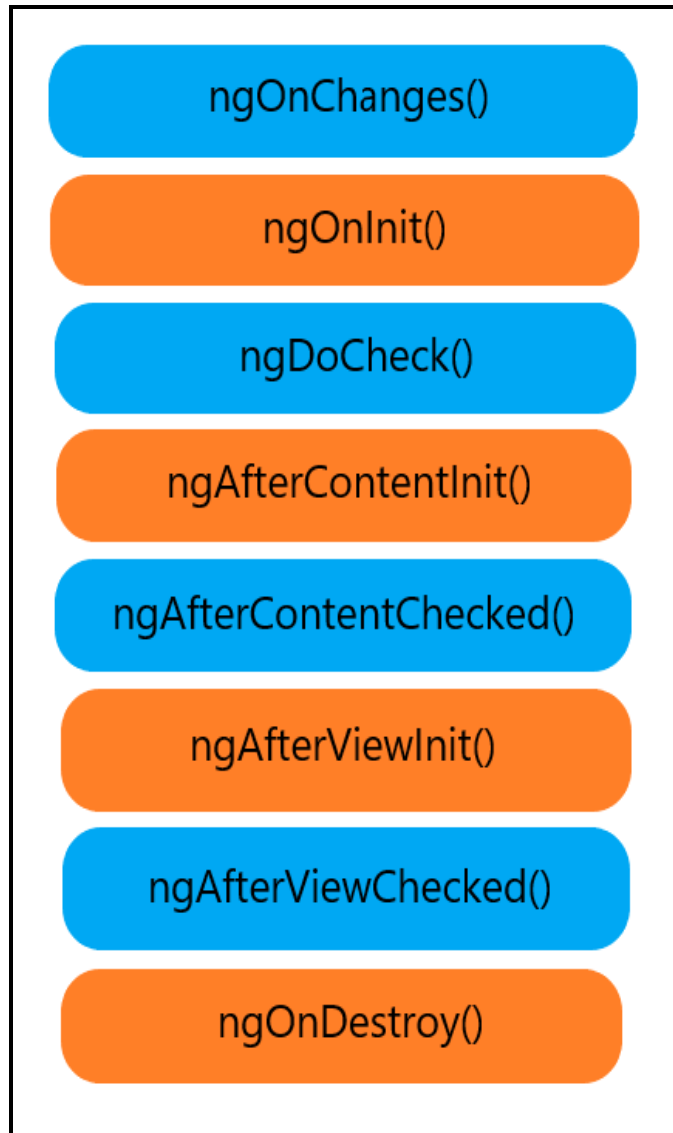 ngOnChanges()
ngOnInit()
ngDoCheck()
ngAfterContentInit()
ngAfterContentChecked()
ngAfterViewInit()
ngAfterViewChecked()
ngOnDestroy()